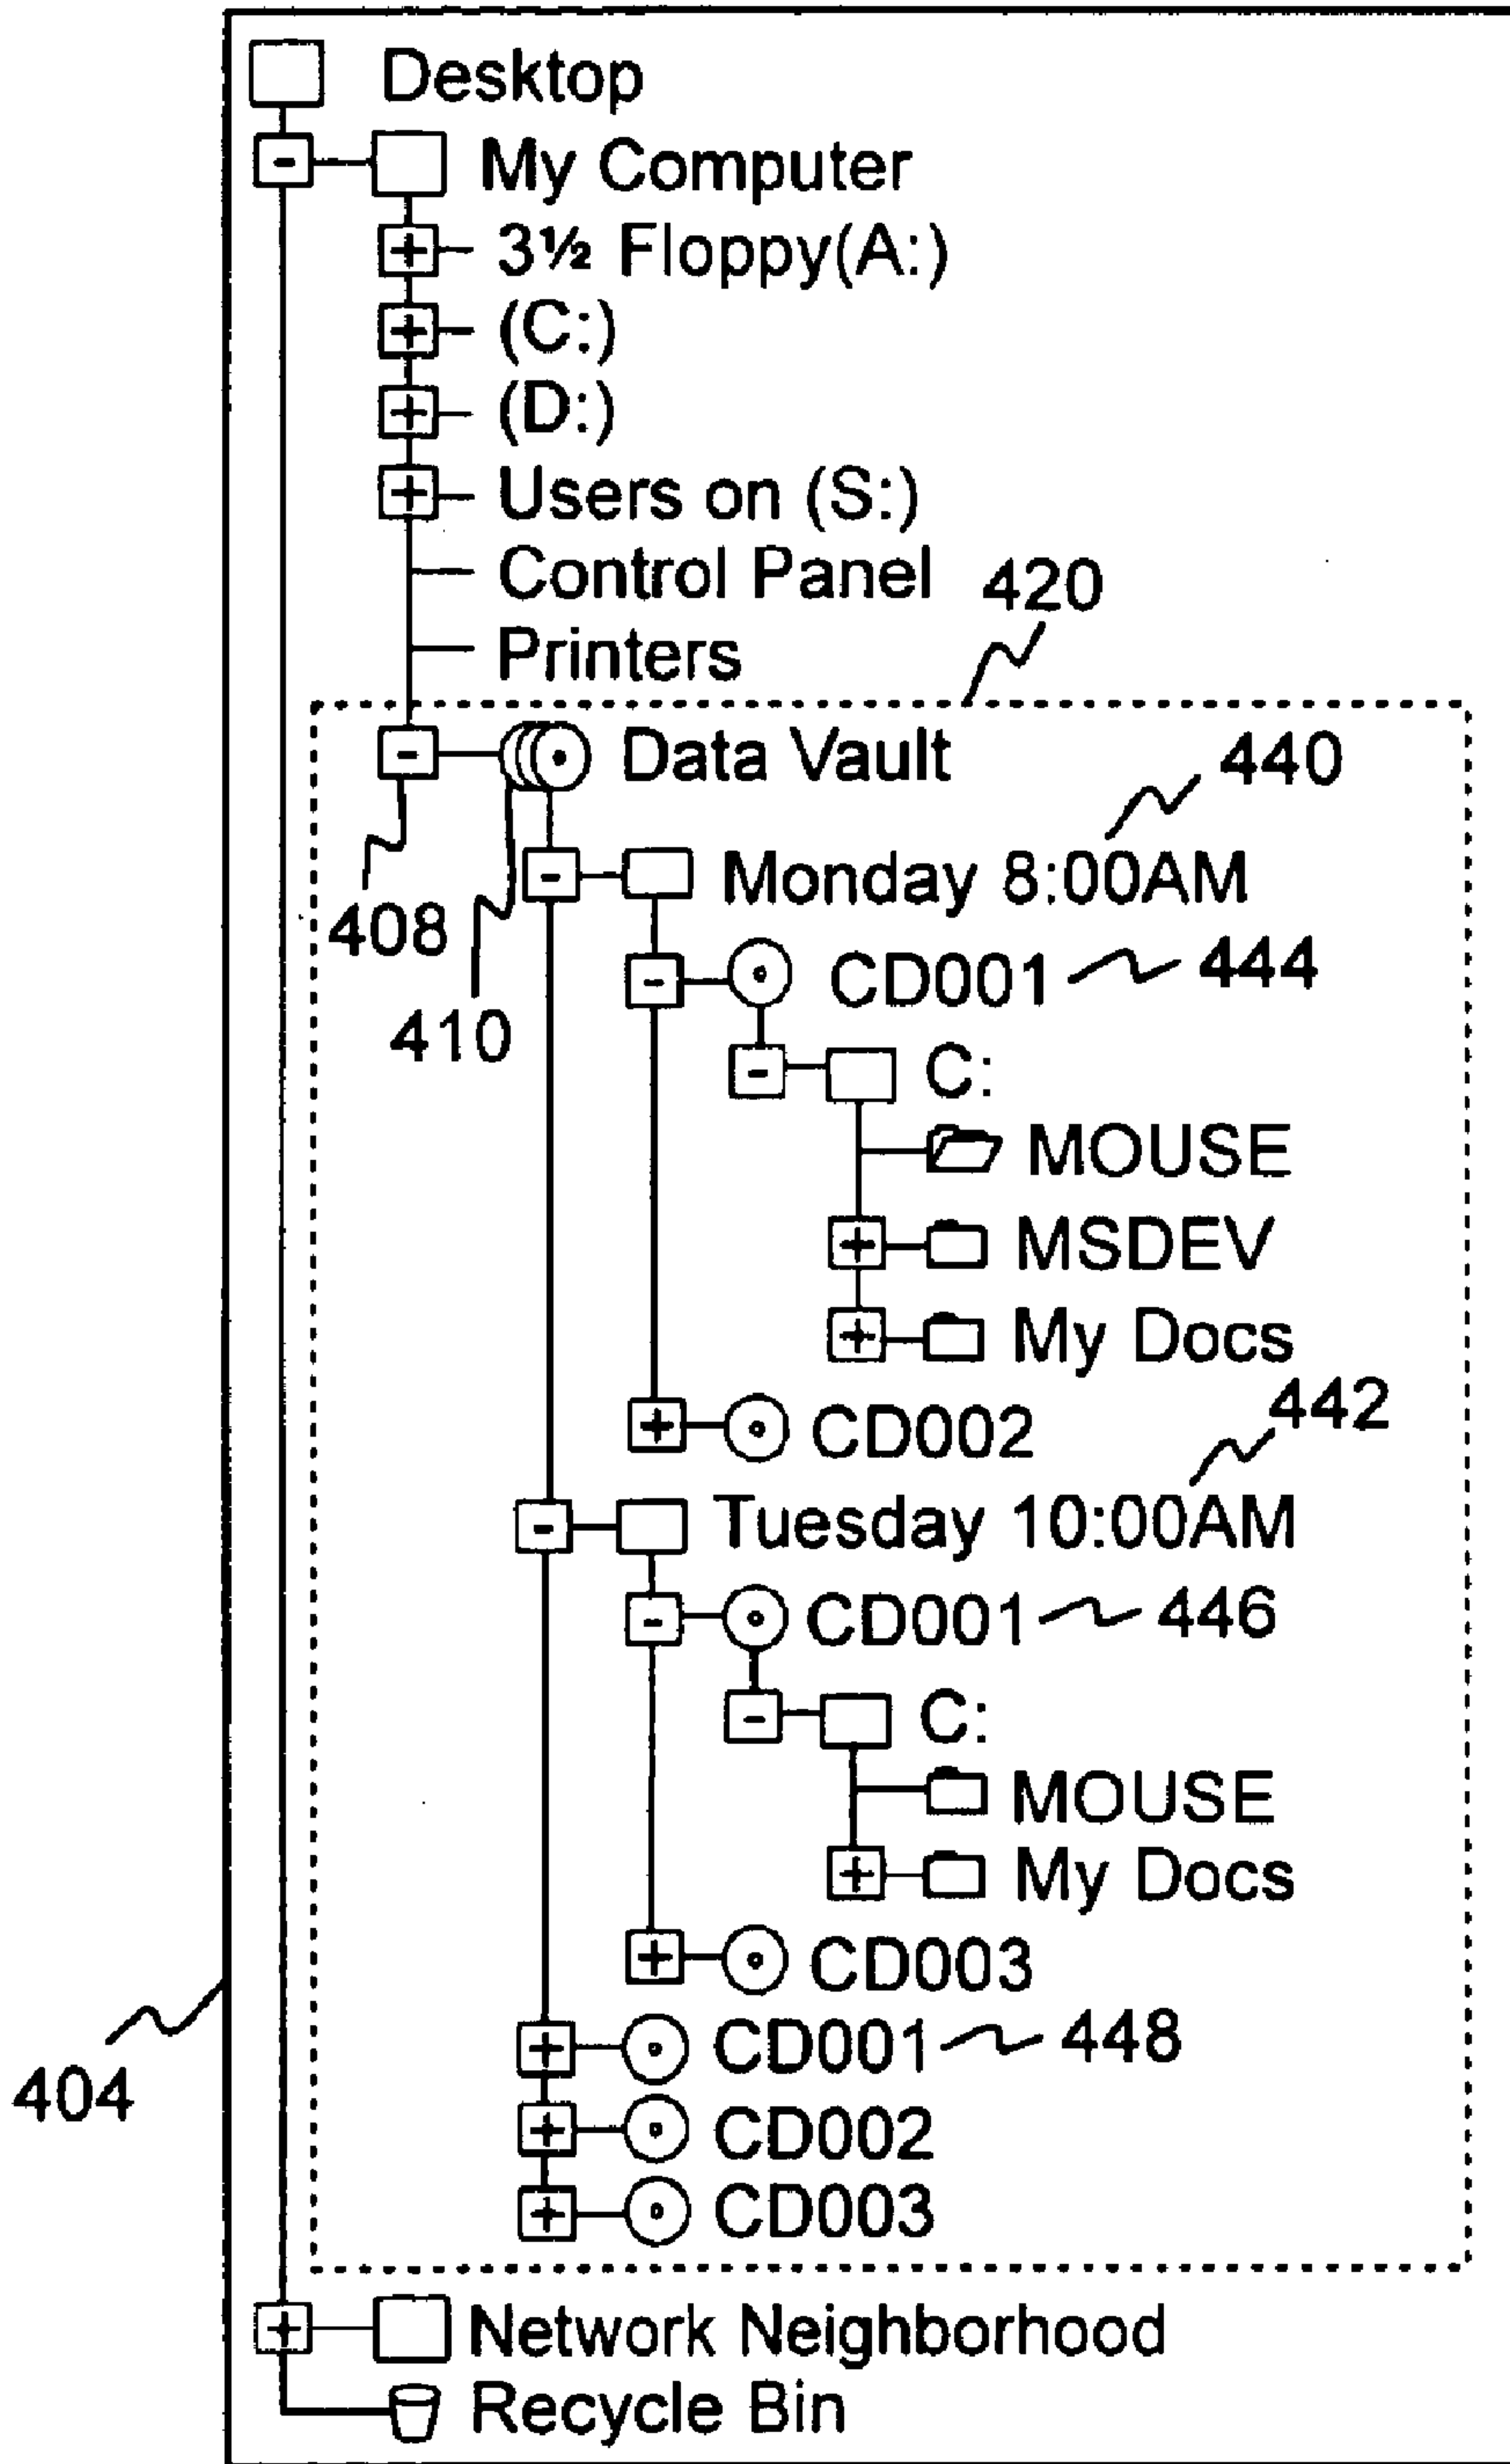 Desktop
My Computer
3½ Floppy(A:)
(C:)
(D:)
Users on (S:)
Control Panel
420
Printers
Data Vault
440
Monday 8:00AM
408
CD001
444
410
C:
MOUSE
MSDEV
My Docs
442
CD002
Tuesday 10:00AM
CD001
446
C:
MOUSE
My Docs
CD003
CD001
448
404
CD002
CD003
Network Neighborhood
Recycle Bin